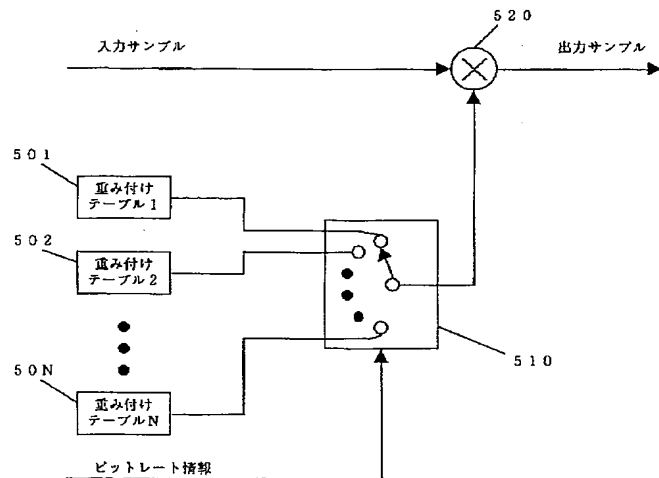 520
入力サンプル
出力サンプル
501
重み付け
テーブル1
502
重み付け
テーブル2
50N
重み付け
テーブルN
510
ビットレート情報